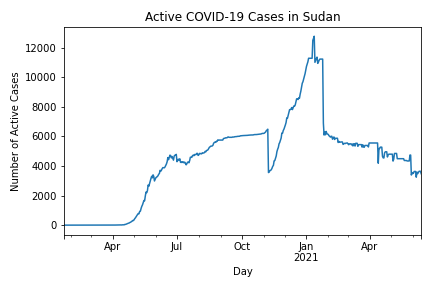 Active COVID-19 Cases in Sudan
Number of Active Cases
12000
10000
8000
6000
4000
2000
0
Apr Jul Oct Jan Apr
2021
Day